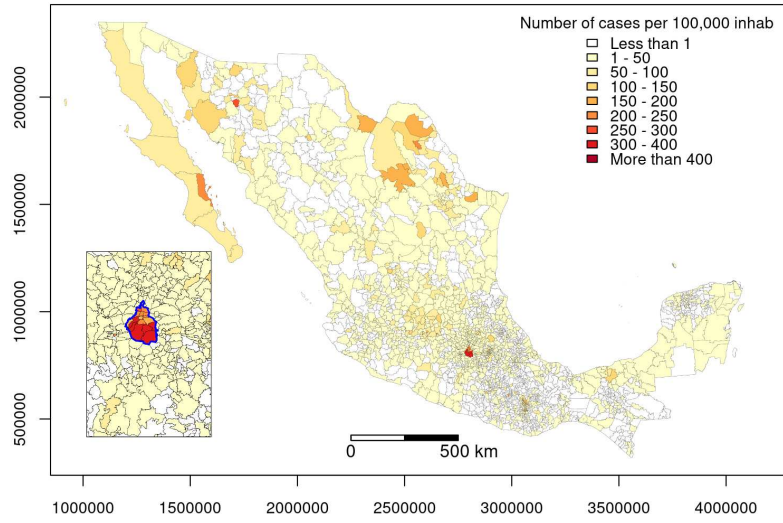 Number of cases per 100,000 inhab
Less than 1
1 - 50
50 - 100
100 - 150
150 - 200
200 - 250
250 - 300
300 - 400
More than 400
2000000
1500000
1000000
500000
0 500 km
1000000 1500000 2000000 2500000 3000000 3500000 4000000